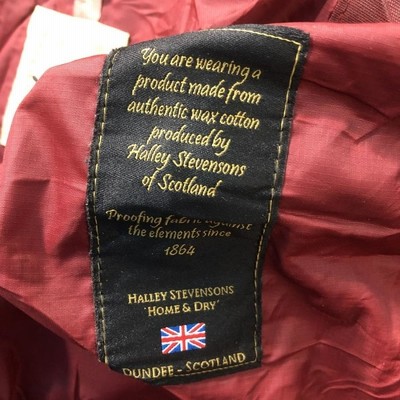 You are wearing a
product made from
authentic wax cotton
produced by
Halley Stevensons
of Scotland
Proofing fabric against
the elements since
1864
HALLEY STEVENSONS
'HOME & DRY'
DUNDEE - SCOTLAND